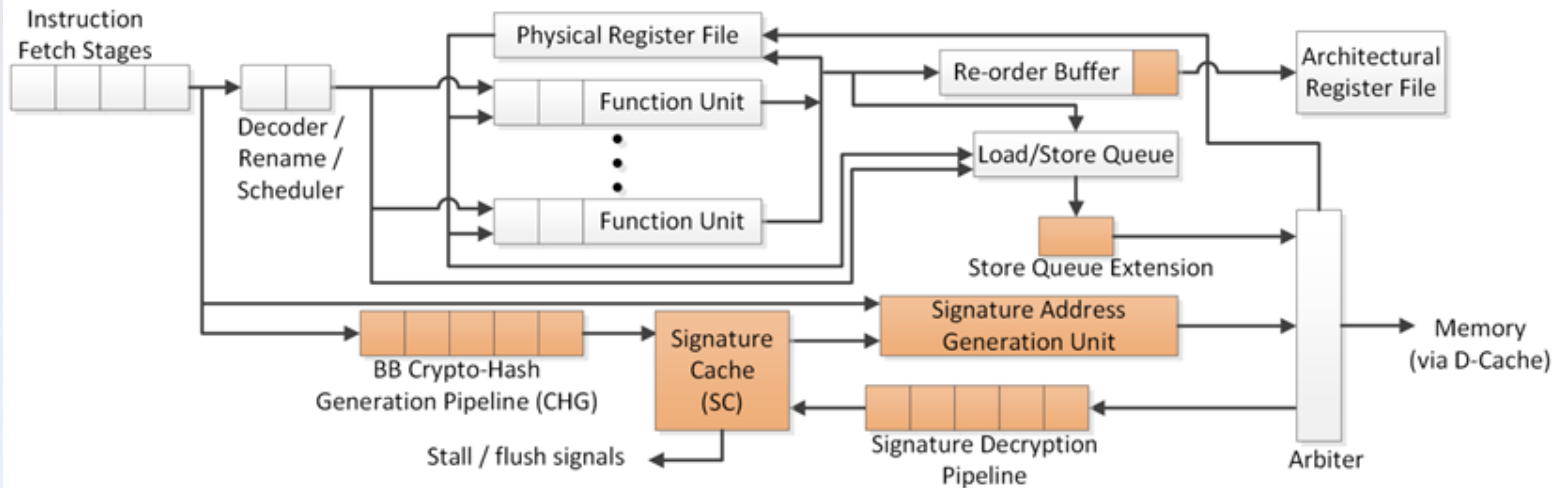 Instruction
Fetch Stages
Decoder /
Rename /
Scheduler
Physical Register File
Function Unit
Function Unit
Re-order Buffer
Architectural
Register File
Load/Store Queue
Store Queue Extension
BB Crypto-Hash
Generation Pipeline (CHG)
Signature
Cache
(SC)
Stall / flush signals
Signature Address
Generation Unit
Signature Decryption
Pipeline
Arbiter
Memory
(via D-Cache)